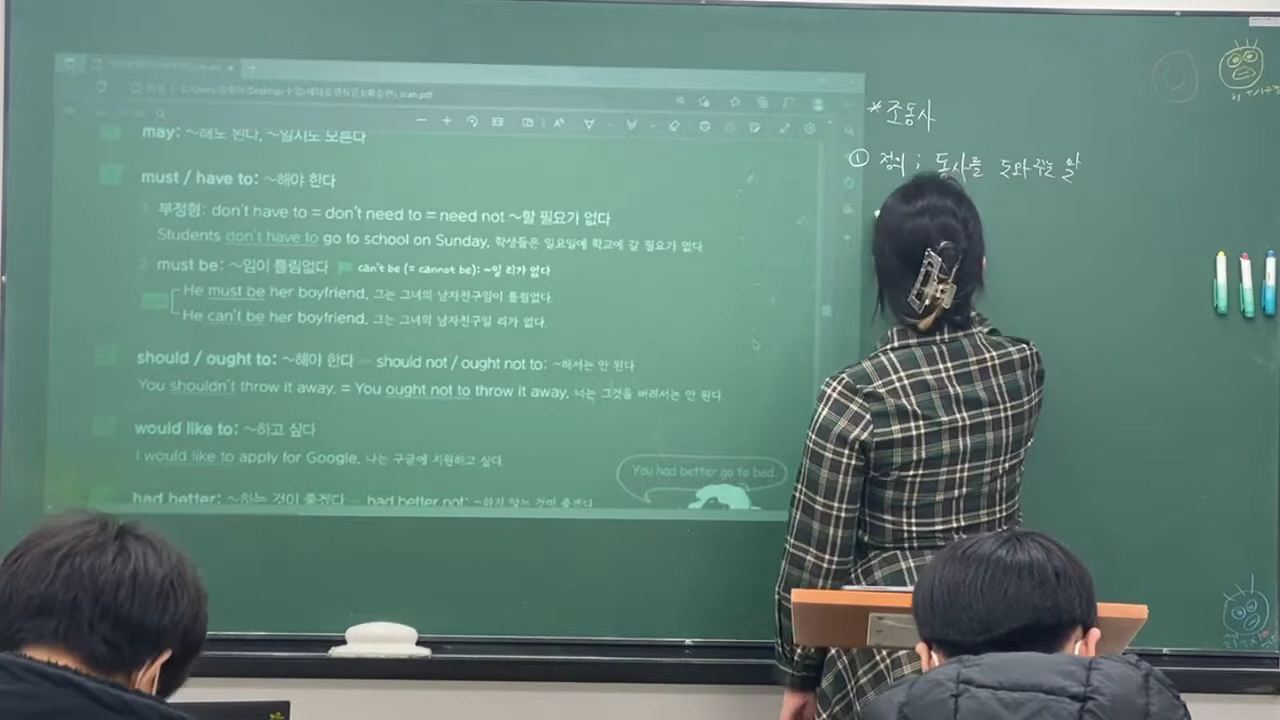 scan.pdf
may: ~해도 된다, ~일지도 모른다
must / have to: ~해야 한다
부정형: don't have to = don't need to = need not ~할 필요가 없다
Students don't have to go to school on Sunday. 학생들은 일요일에 학교에 갈 필요가 없다.
must be: ~임이 틀림없다 can't be (= cannot be): ~일 리가 없다
He must be her boyfriend. 그는 그녀의 남자친구임이 틀림없다.
He can't be her boyfriend. 그는 그녀의 남자친구일 리가 없다.
should / ought to: ~해야 한다 — should not / ought not to: ~해서는 안 된다
You shouldn't throw it away. = You ought not to throw it away. 너는 그것을 버려서는 안 된다.
would like to: ~하고 싶다
I would like to apply for Google. 나는 구글에 지원하고 싶다.
You had better go to bed.
had better: ~하는 것이 좋겠다 — had better not: ~하지 않는 것이 좋겠다
*조동사
① 정의 ; 동사를 도와주는 말